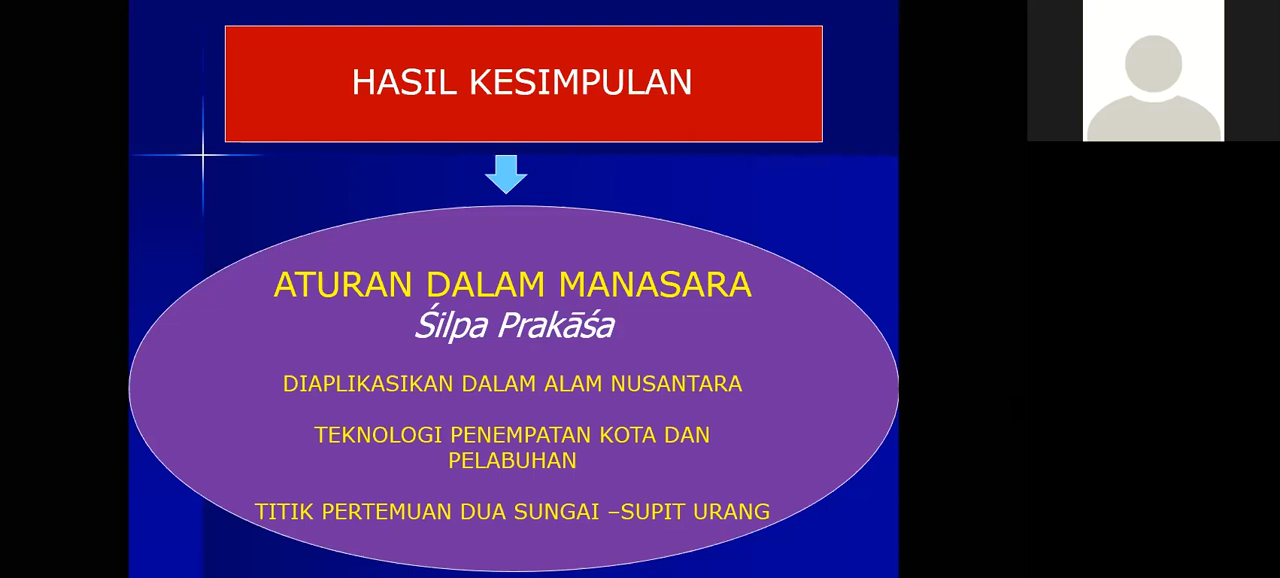 HASIL KESIMPULAN
ATURAN DALAM MANASARA
Śilpa Prakāśa
DIAPLIKASIKAN DALAM ALAM NUSANTARA
TEKNOLOGI PENEMPATAN KOTA DAN
PELABUHAN
TITIK PERTEMUAN DUA SUNGAI –SUPIT URANG